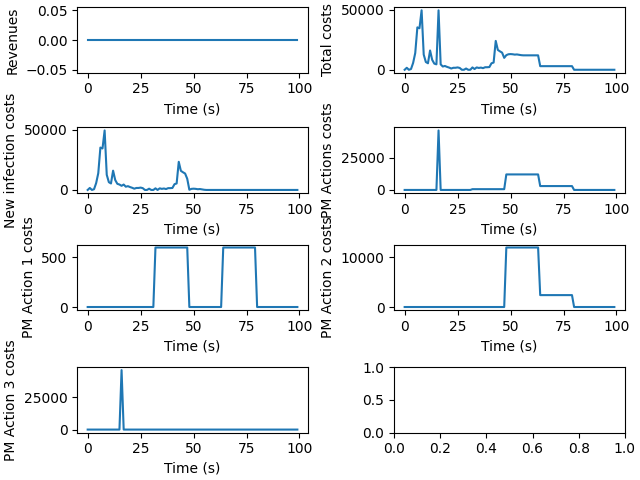 Revenues
0.05
0.00
−0.05
0 25 50 75 100
Time (s)
Total costs
50000
0
0 25 50 75 100
Time (s)
New infection costs
50000
0
0 25 50 75 100
Time (s)
PM Actions costs
25000
0
0 25 50 75 100
Time (s)
PM Action 1 costs
500
0
0 25 50 75 100
Time (s)
PM Action 2 costs
10000
0
0 25 50 75 100
Time (s)
PM Action 3 costs
25000
0
0 25 50 75 100
Time (s)
1.0
0.5
0.0
0.0 0.2 0.4 0.6 0.8 1.0